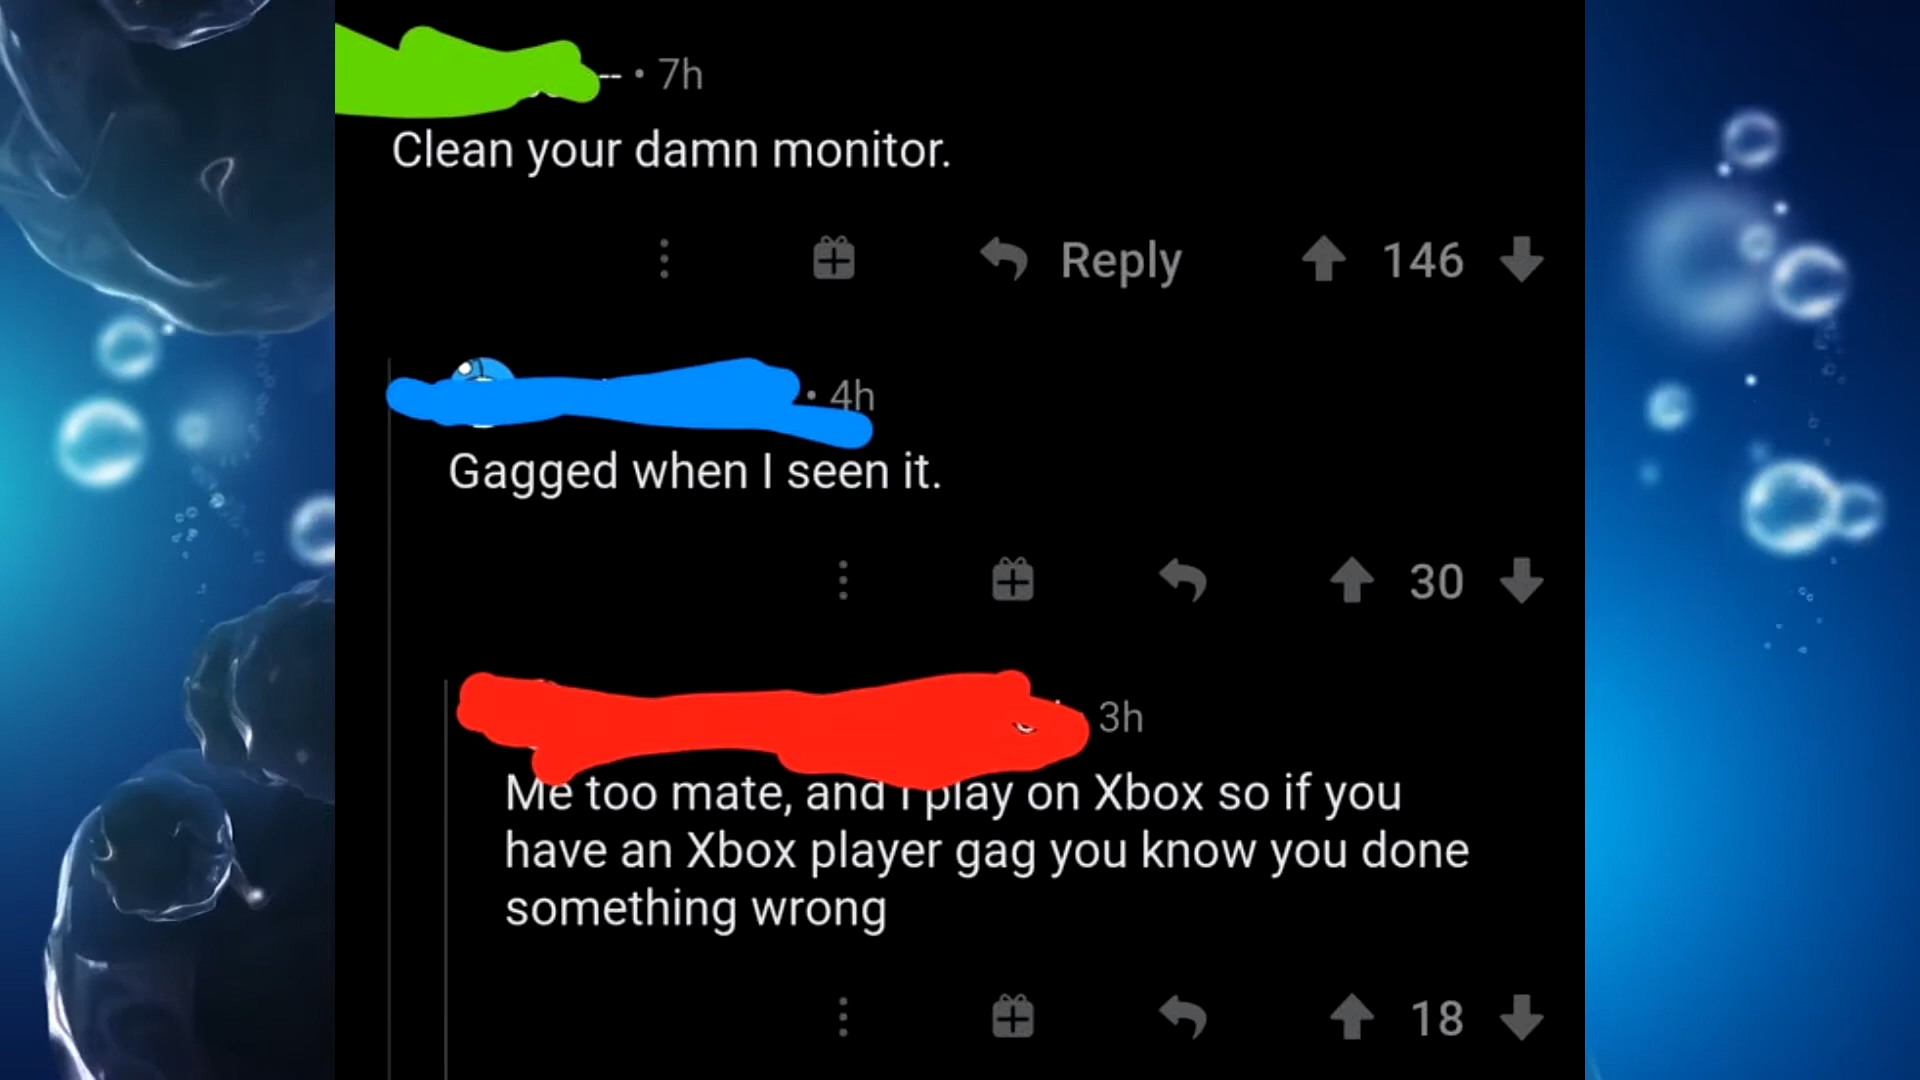 -- • 7h
Clean your damn monitor.
Reply 146
• 4h
Gagged when I seen it.
30
3h
Me too mate, and I play on Xbox so if you
have an Xbox player gag you know you done
something wrong
18